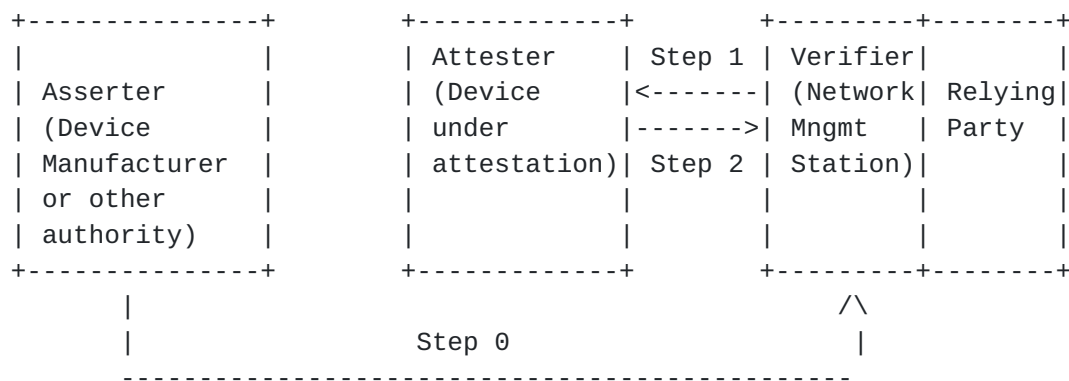 +---------------+        +-------------+        +---------+--------+
|               |        | Attester    | Step 1 | Verifier|        |
| Asserter      |        | (Device     |<-------| (Network| Relying|
| (Device       |        | under       |------->| Mngmt   | Party  |
| Manufacturer  |        | attestation)| Step 2 | Station)|        |
| or other      |        |             |        |         |        |
| authority)    |        |             |        |         |        |
+---------------+        +-------------+        +---------+--------+
       |                                             /\
       |                  Step 0                      |
       -----------------------------------------------